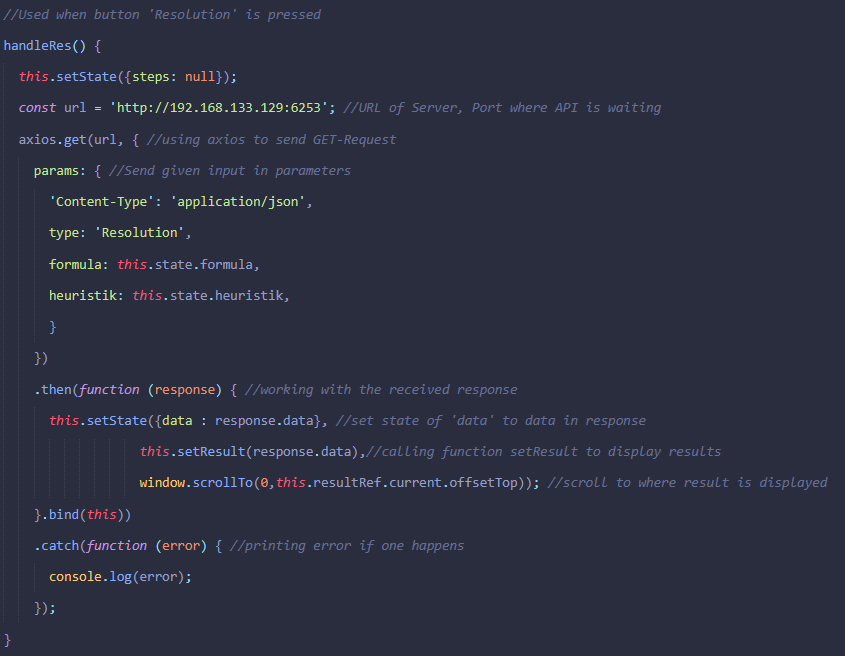 //Used when button 'Resolution' is pressed
handleRes() {
this.setState({steps: null});
const url = 'http://192.168.133.129:6253'; //URL of Server, Port where API is waiting
axios.get(url, { //using axios to send GET-Request
params: { //Send given input in parameters
'Content-Type': 'application/json',
type: 'Resolution',
formula: this.state.formula,
heuristik: this.state.heuristik,
}
})
.then(function (response) { //working with the received response
this.setState({data : response.data}, //set state of 'data' to data in response
this.setResult(response.data),//calling function setResult to display results
window.scrollTo(0,this.resultRef.current.offsetTop)); //scroll to where result is displayed
}.bind(this))
.catch(function (error) { //printing error if one happens
console.log(error);
});
}